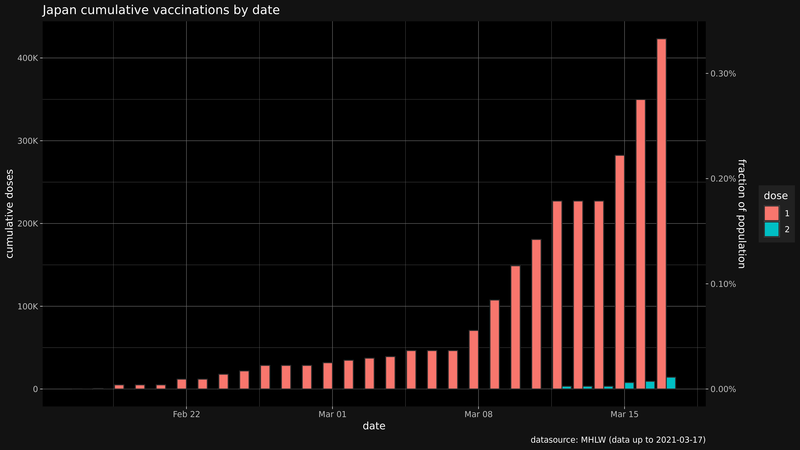 Japan cumulative vaccinations by date
400K
300K
200K
100K
0
cumulative doses
0.30%
0.20%
0.10%
0.00%
fraction of population
dose
1
2
Feb 22
Mar 01
Mar 08
Mar 15
date
datasource: MHLW (data up to 2021-03-17)